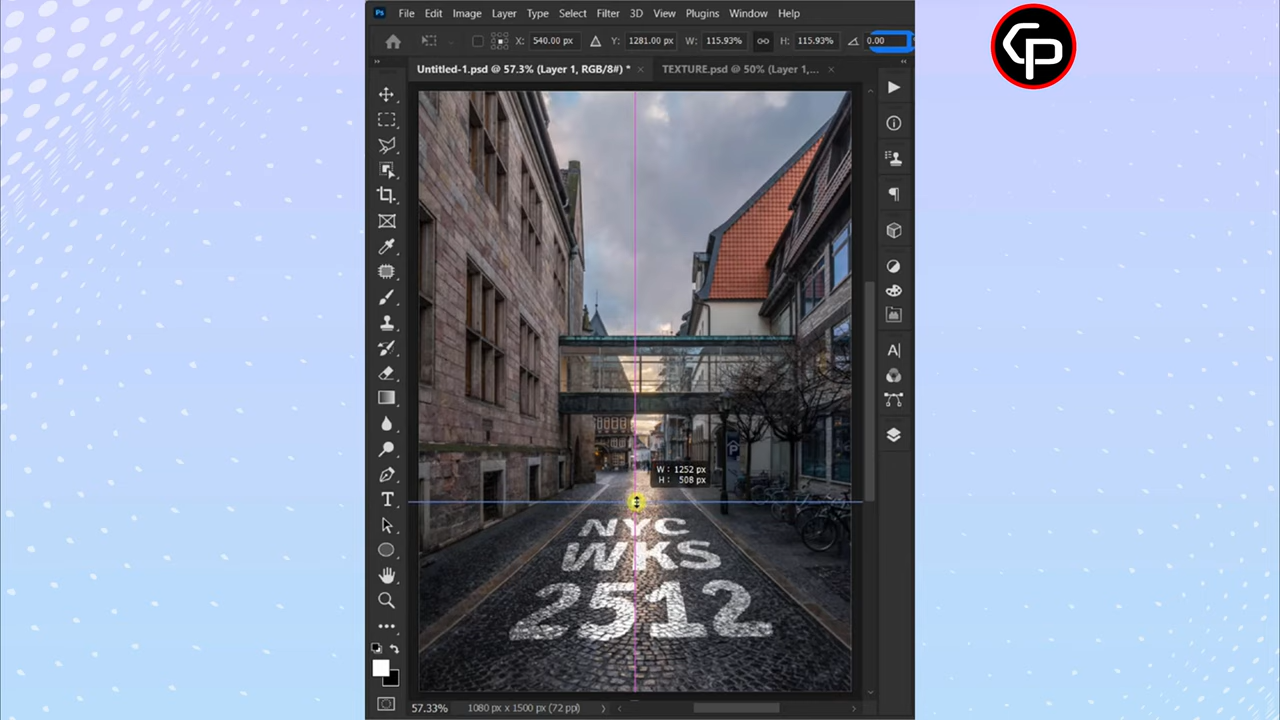 Ps File Edit Image Layer Type Select Filter 3D View Plugins Window Help
X: 540.00 px Y: 1281.00 px W: 115.93% H: 115.93% 0.00
Untitled-1.psd @ 57.3% (Layer 1, RGB/8#) * × TEXTURE.psd @ 50% (Layer 1,... ×
CP
P
W: 1252 px
H: 508 px
NYC
WKS
2512
57.33% 1080 px x 1500 px (72 ppi)